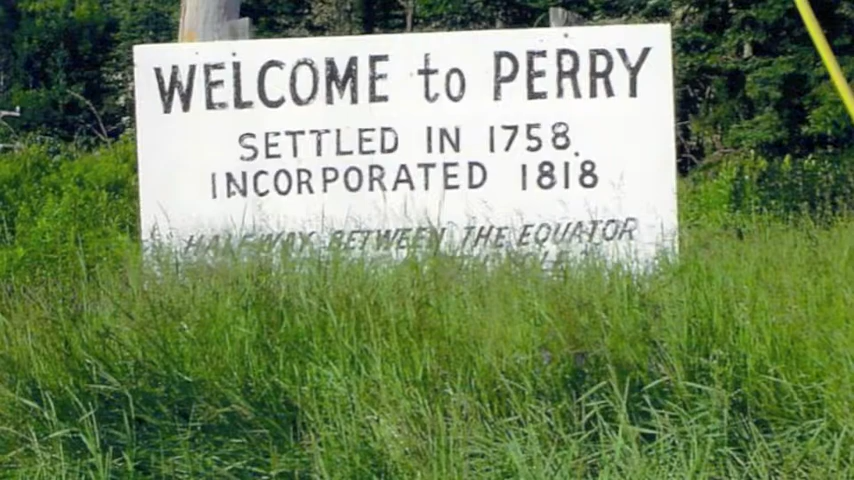 WELCOME to PERRY
SETTLED IN 1758.
INCORPORATED 1818
HALFWAY BETWEEN THE EQUATOR